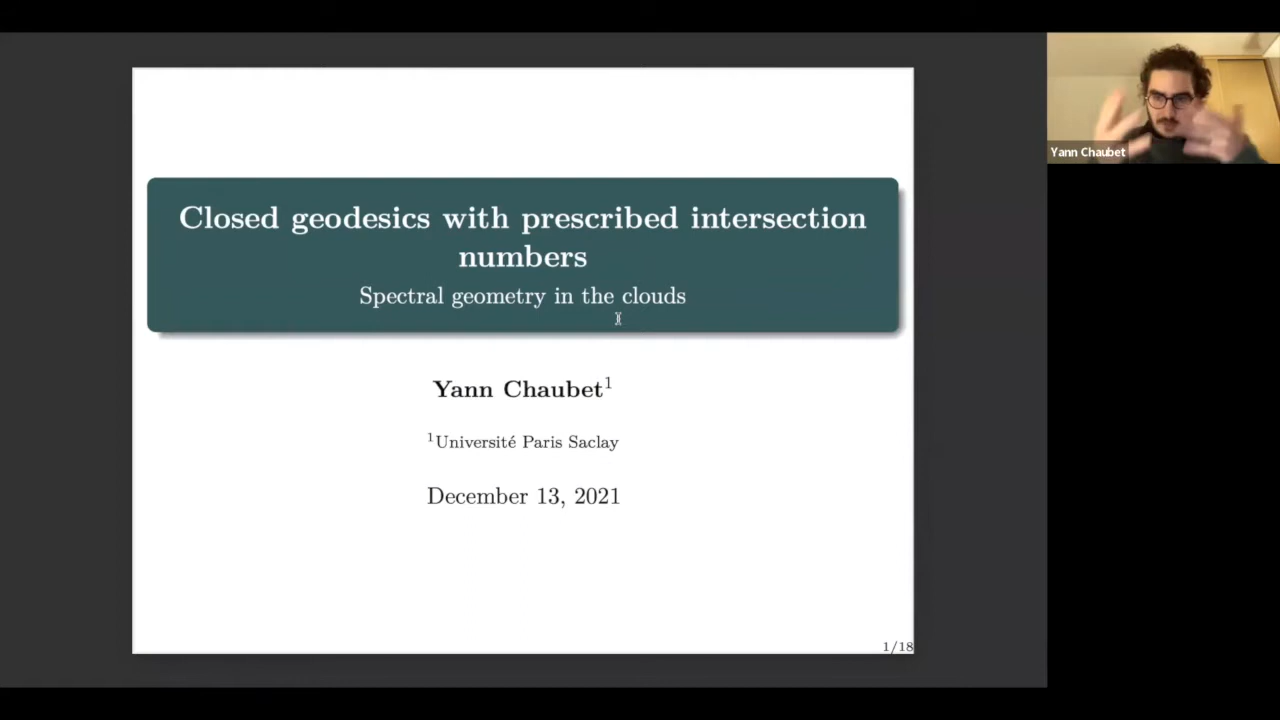 Closed geodesics with prescribed intersection
numbers
Spectral geometry in the clouds
Yann Chaubet¹
¹Université Paris Saclay
December 13, 2021
1/18
Yann Chaubet